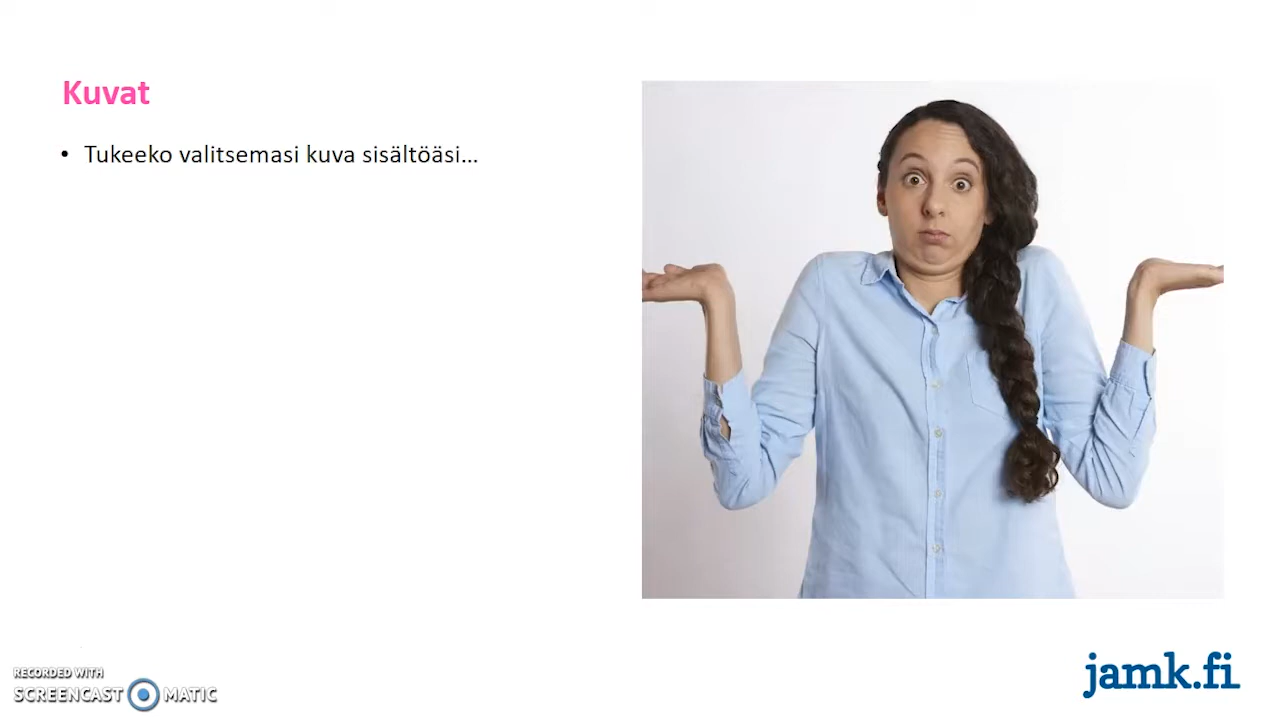 Kuvat
• Tukeeko valitsemasi kuva sisältöäsi...
RECORDED WITH
SCREENCAST MATIC
jamk.fi